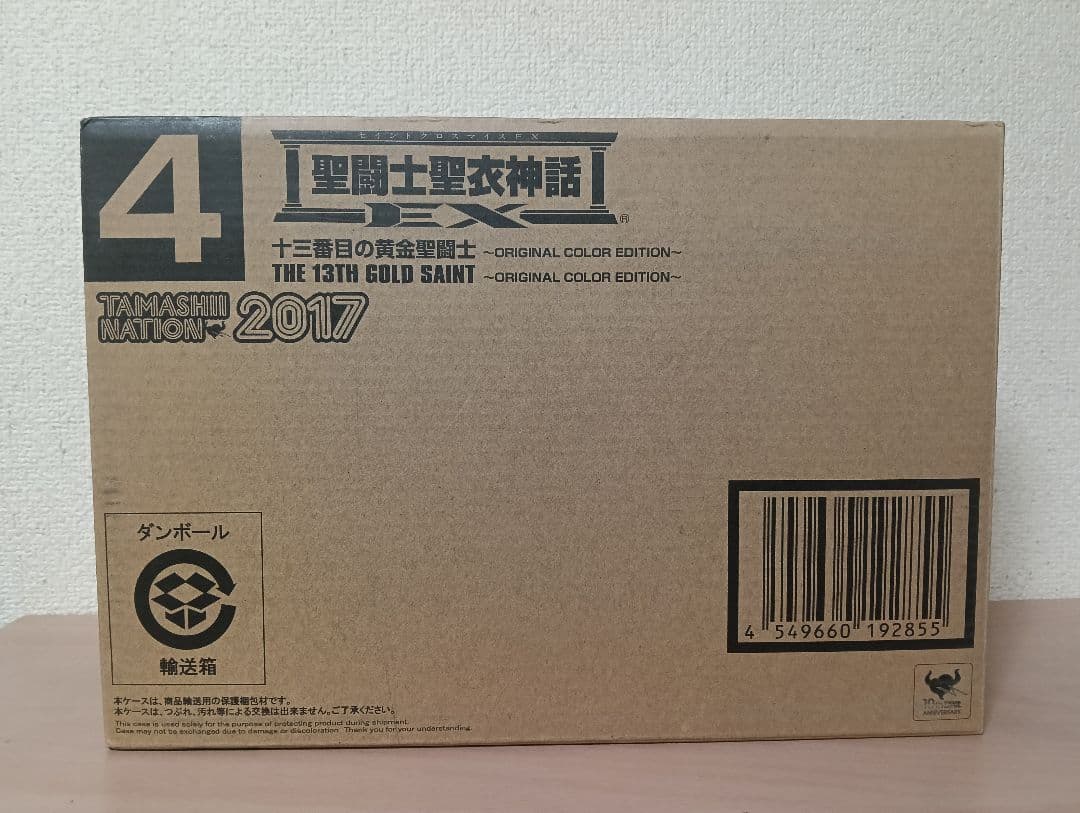 4
セイントクロスマイスEX
聖闘士聖衣神話
EX®
十三番目の黄金聖闘士 ~ORIGINAL COLOR EDITION~
THE 13TH GOLD SAINT ~ORIGINAL COLOR EDITION~
TAMASHII
NATION 2017
ダンボール
輸送箱
4 549660 192855
本ケースは、商品輸送用の保護梱包材です。
本ケースは、つぶれ、汚れ等による交換は出来ません。ご了承ください。
This case is used solely for the purpose of protecting product during shipment.
Case may not be exchanged due to damage or discoloration. Thank you for your understanding.
10th
ANNIVERSARY